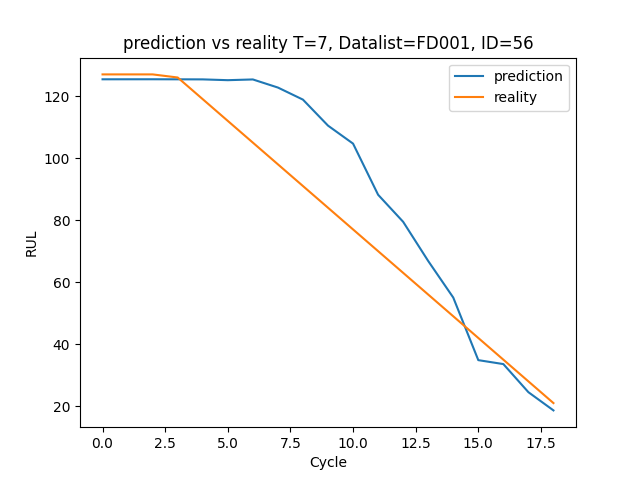 prediction vs reality T=7, Datalist=FD001, ID=56
prediction
reality
RUL
120
100
80
60
40
20
0.0 2.5 5.0 7.5 10.0 12.5 15.0 17.5
Cycle